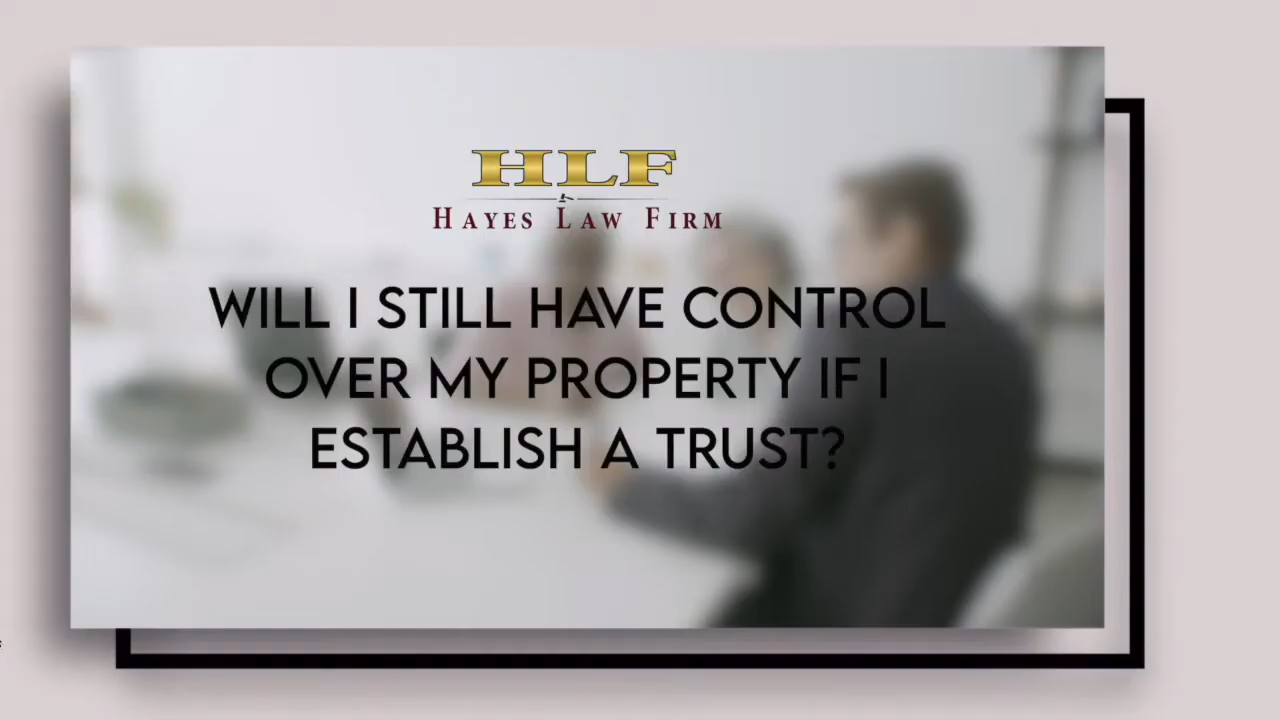 HLF
HAYES LAW FIRM
WILL I STILL HAVE CONTROL
OVER MY PROPERTY IF I
ESTABLISH A TRUST?